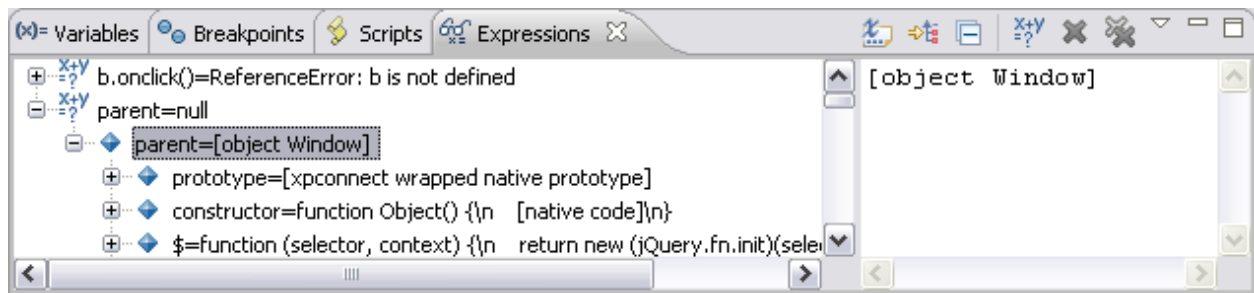 (x)= Variables Breakpoints Scripts Expressions
b.onclick()=ReferenceError: b is not defined
parent=null
parent=[object Window]
prototype=[xpconnect wrapped native prototype]
constructor=function Object() {\n [native code]\n}
$=function (selector, context) {\n return new (jQuery.fn.init)(sele
[object Window]